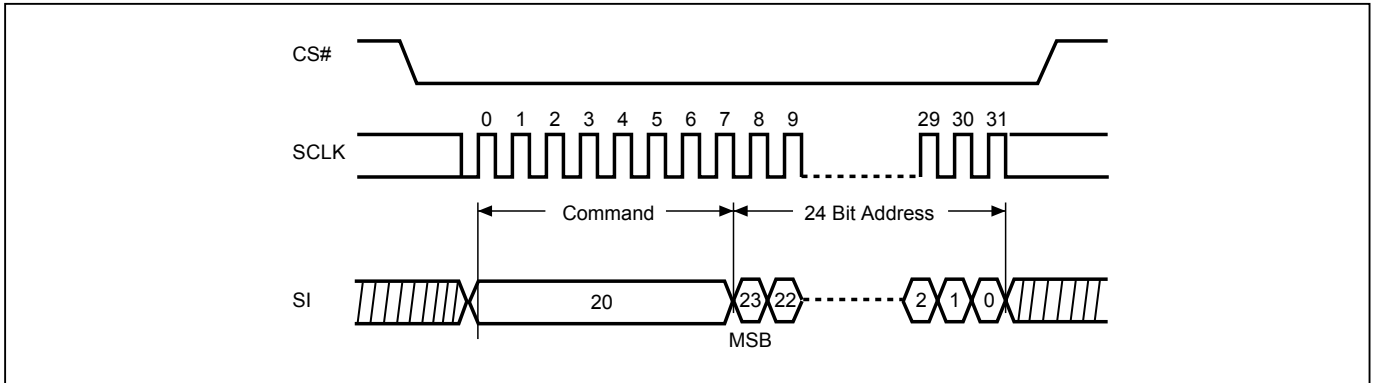 CS#
0 1 2 3 4 5 6 7 8 9 29 30 31
SCLK
Command 24 Bit Address
SI 20 23 22 2 1 0
MSB